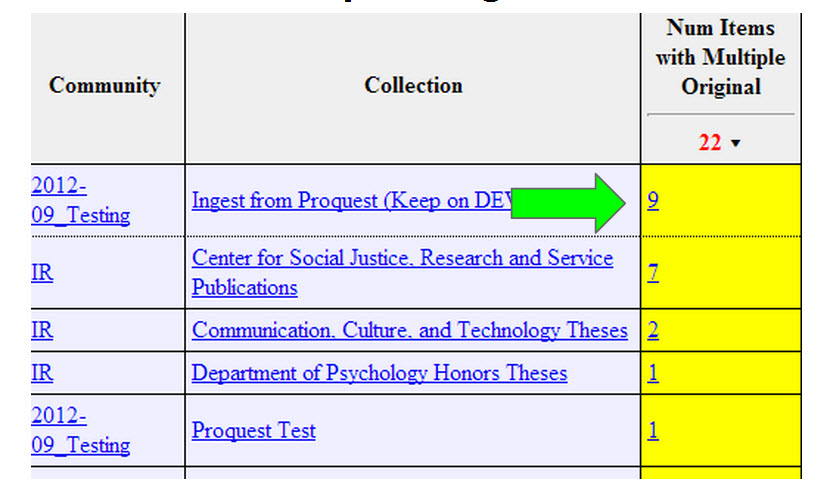 Num Items
with Multiple
Original
Community
Collection
22
2012-
09_Testing
Ingest from Proquest (Keep on DEV
9
IR
Center for Social Justice, Research and Service
Publications
7
IR
Communication, Culture, and Technology Theses
2
IR
Department of Psychology Honors Theses
1
2012-
09_Testing
Proquest Test
1